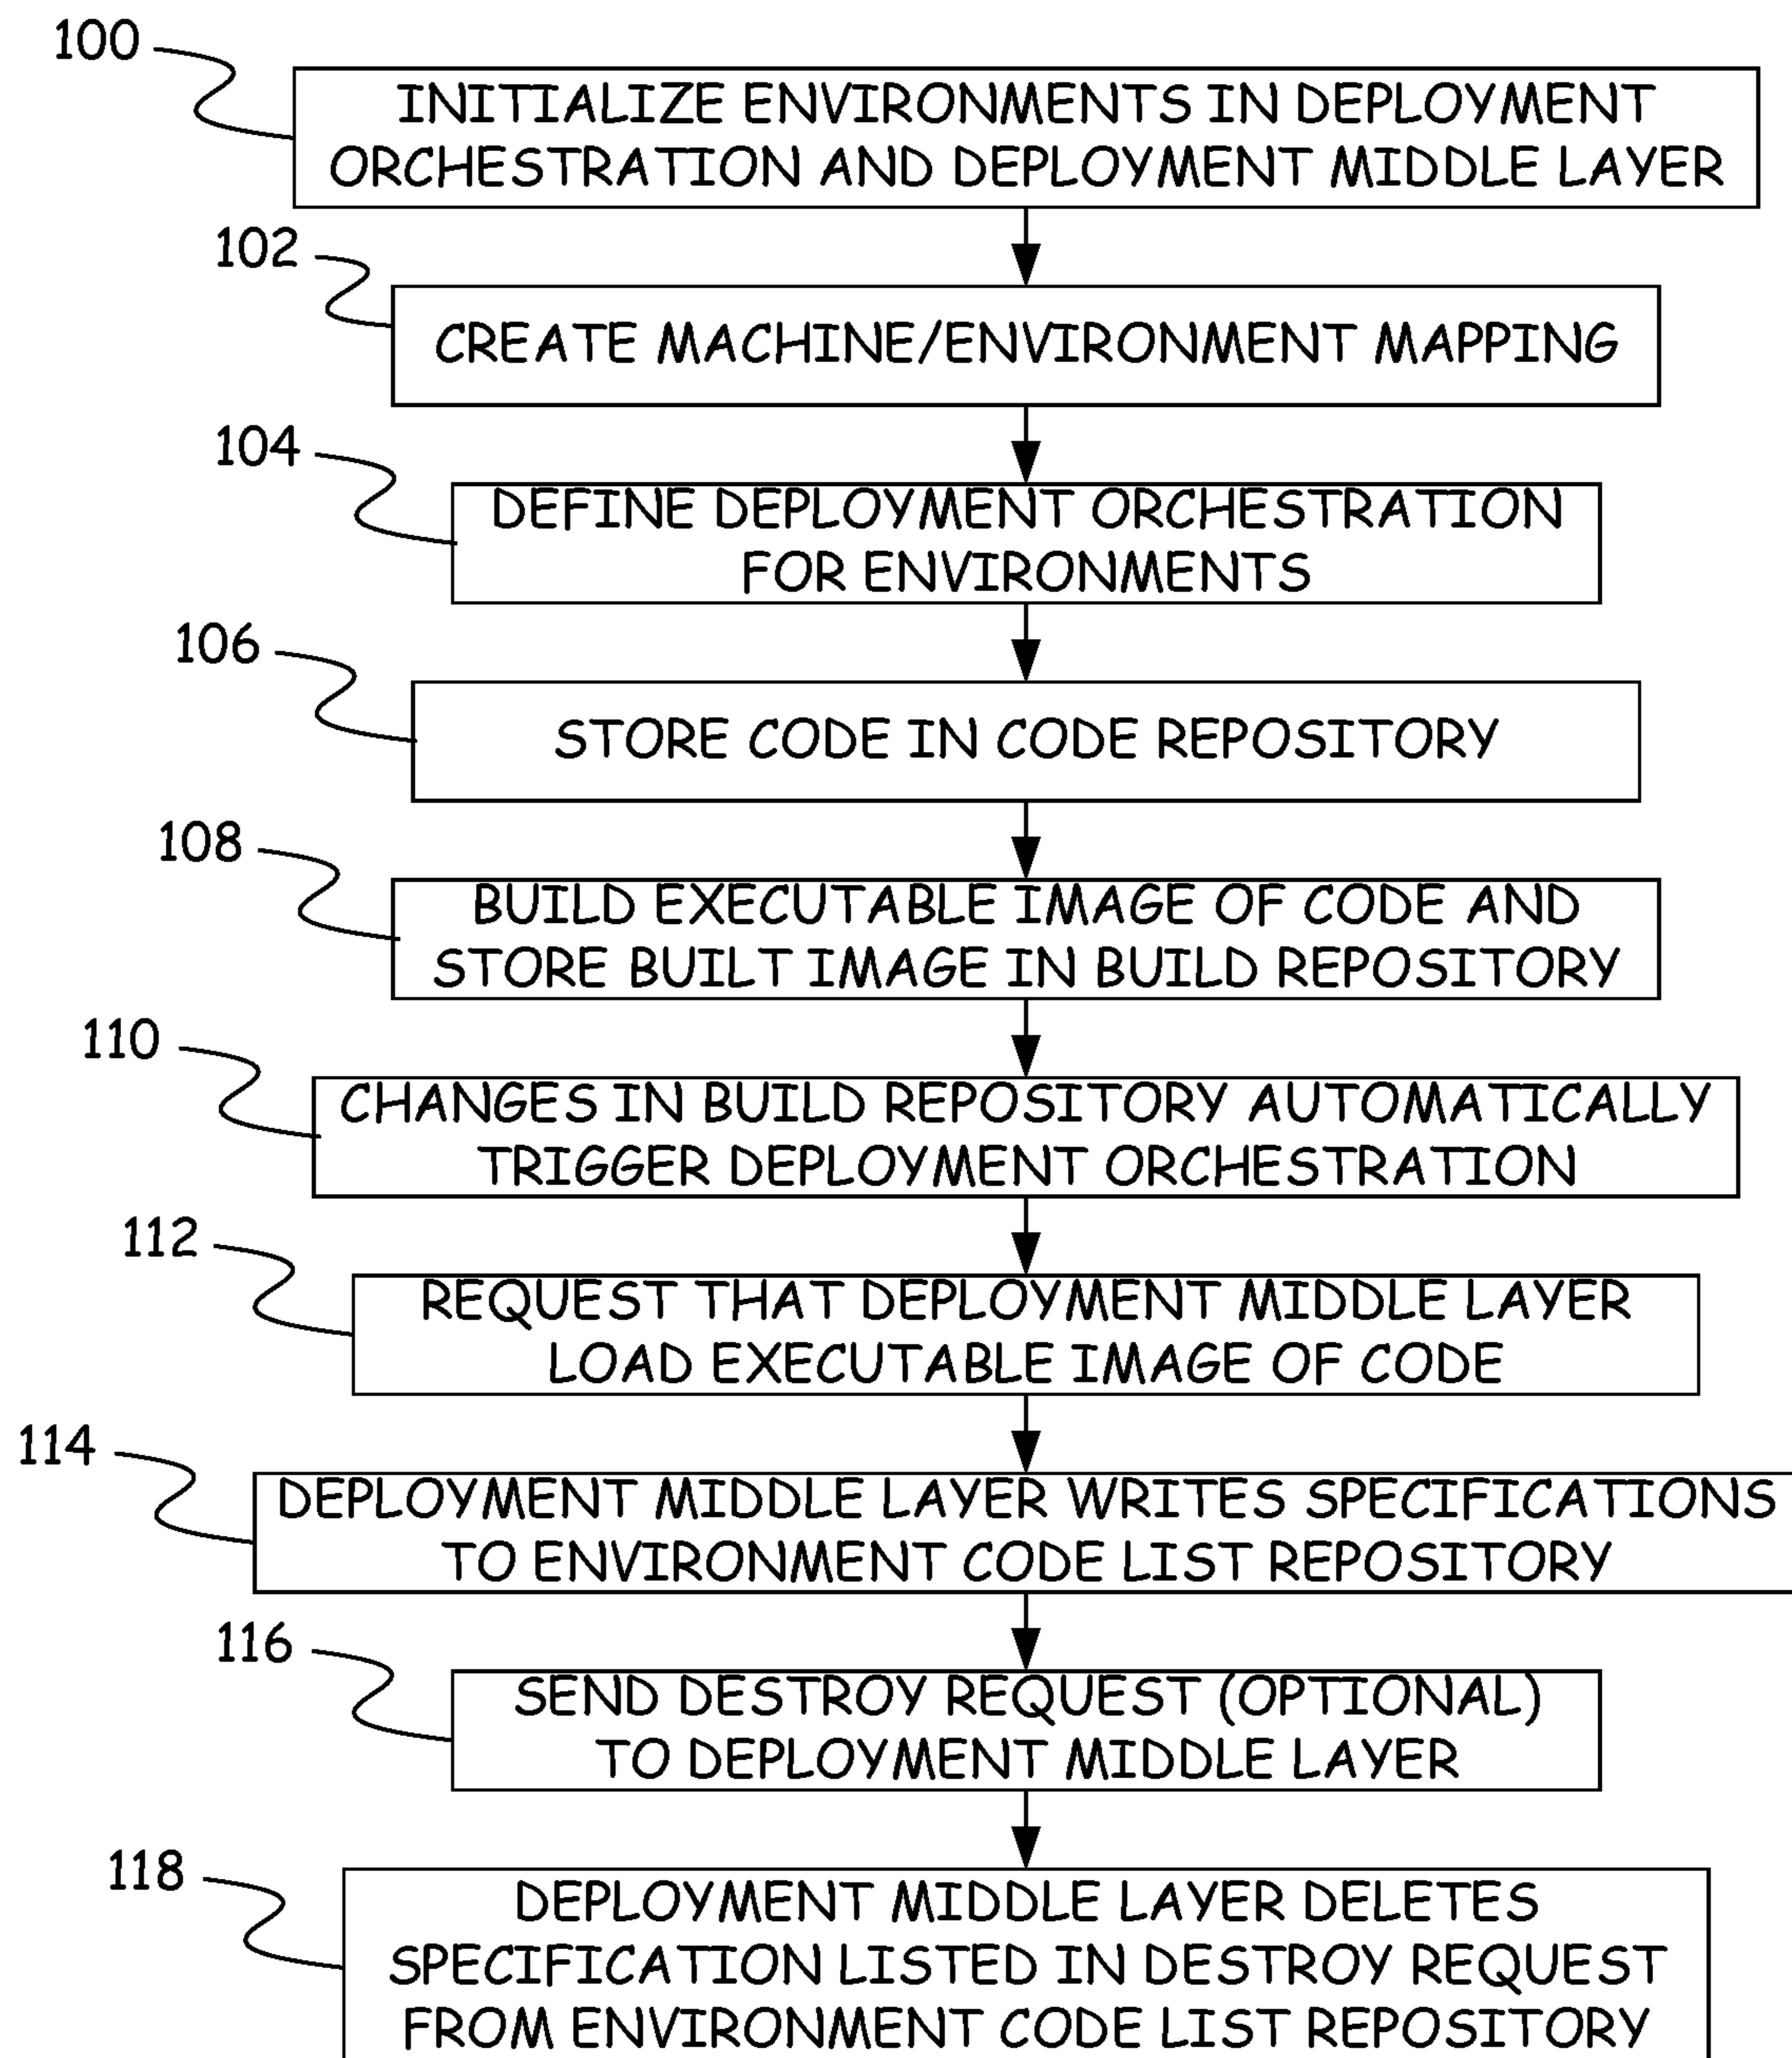 100
INITIALIZE ENVIRONMENTS IN DEPLOYMENT
ORCHESTRATION AND DEPLOYMENT MIDDLE LAYER
102
CREATE MACHINE/ENVIRONMENT MAPPING
104
DEFINE DEPLOYMENT ORCHESTRATION
FOR ENVIRONMENTS
106
STORE CODE IN CODE REPOSITORY
108
BUILD EXECUTABLE IMAGE OF CODE AND
STORE BUILT IMAGE IN BUILD REPOSITORY
110
CHANGES IN BUILD REPOSITORY AUTOMATICALLY
TRIGGER DEPLOYMENT ORCHESTRATION
112
REQUEST THAT DEPLOYMENT MIDDLE LAYER
LOAD EXECUTABLE IMAGE OF CODE
114
DEPLOYMENT MIDDLE LAYER WRITES SPECIFICATIONS
TO ENVIRONMENT CODE LIST REPOSITORY
116
SEND DESTROY REQUEST (OPTIONAL)
TO DEPLOYMENT MIDDLE LAYER
118
DEPLOYMENT MIDDLE LAYER DELETES
SPECIFICATION LISTED IN DESTROY REQUEST
FROM ENVIRONMENT CODE LIST REPOSITORY